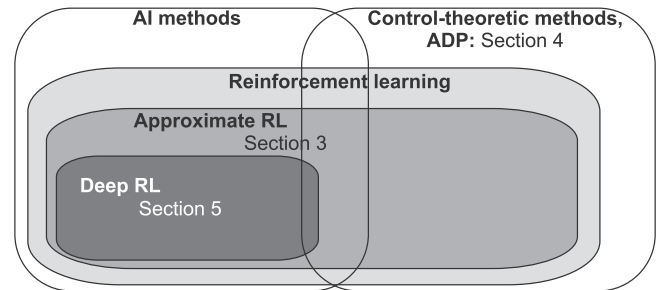 AI methods
Control-theoretic methods,
ADP: Section 4
Reinforcement learning
Approximate RL
Section 3
Deep RL
Section 5